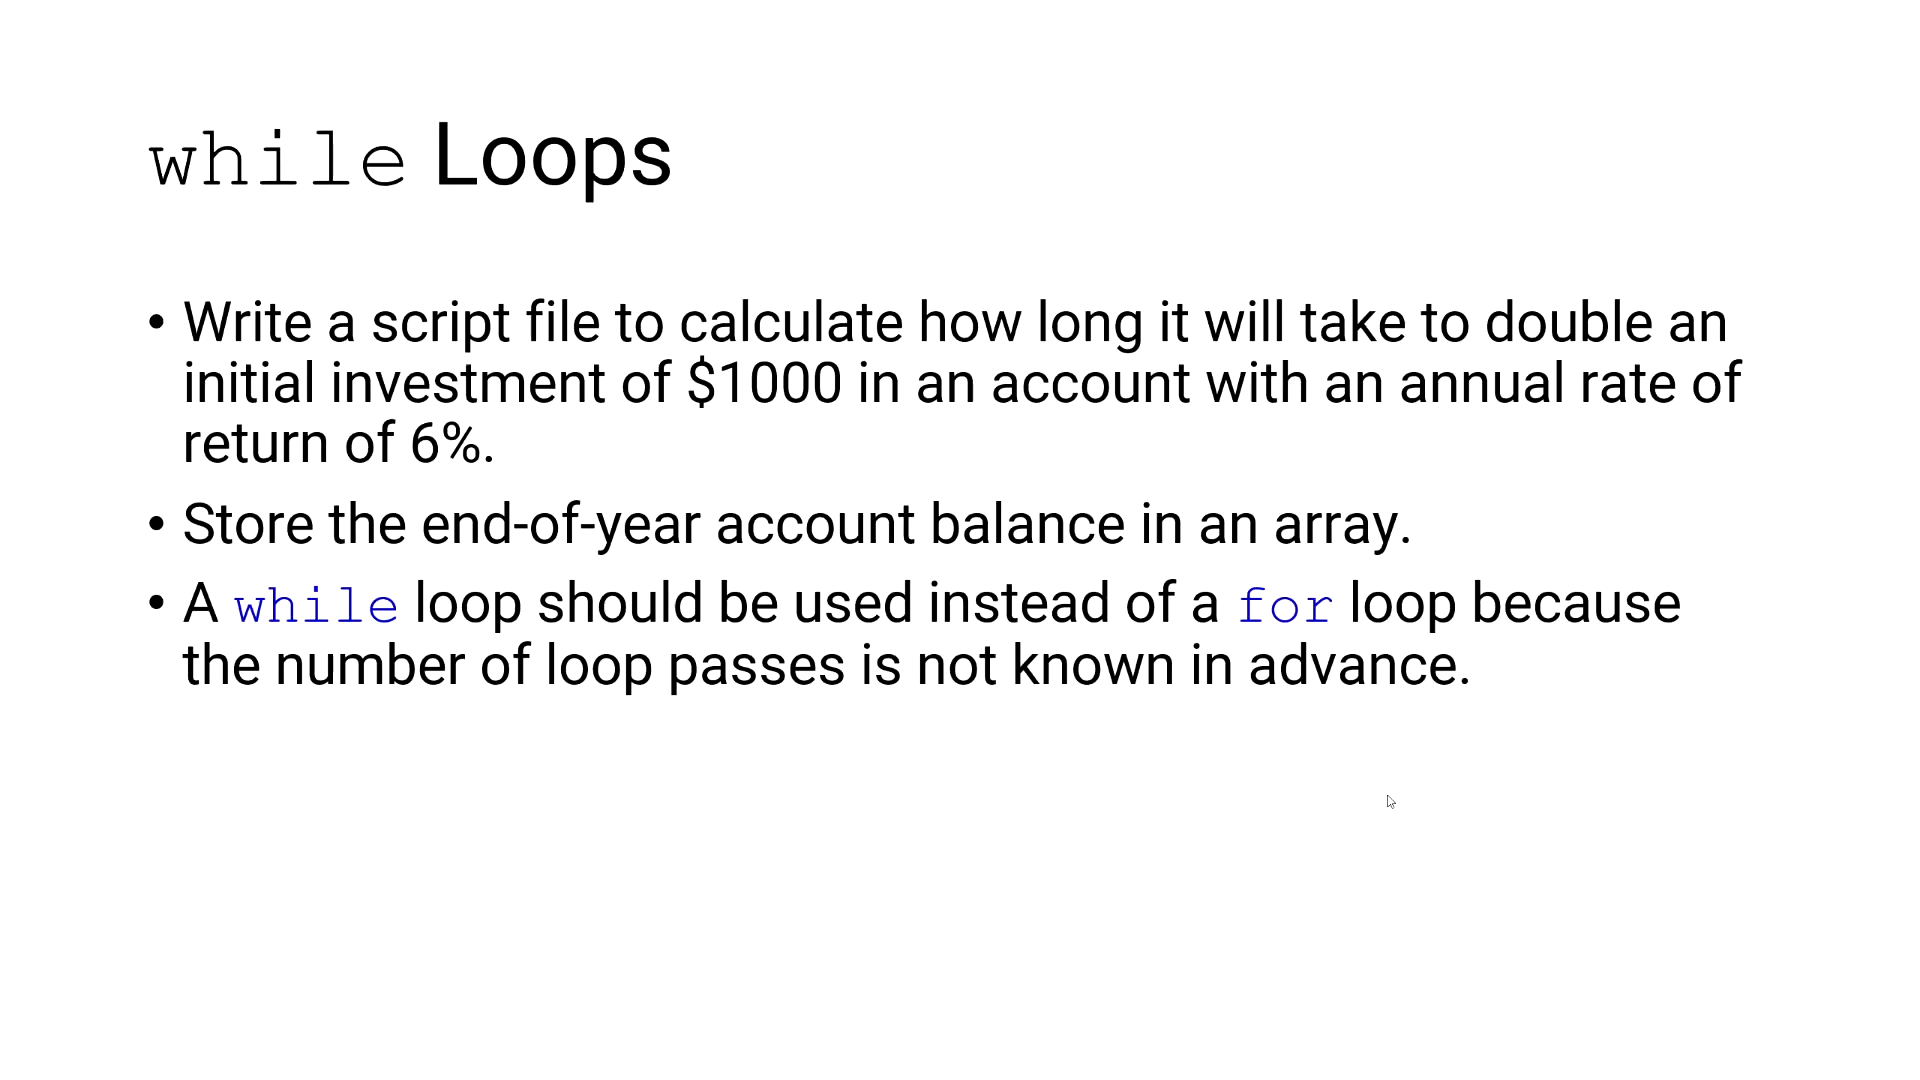 while Loops
• Write a script file to calculate how long it will take to double an
initial investment of $1000 in an account with an annual rate of
return of 6%.
• Store the end-of-year account balance in an array.
• A while loop should be used instead of a for loop because
the number of loop passes is not known in advance.